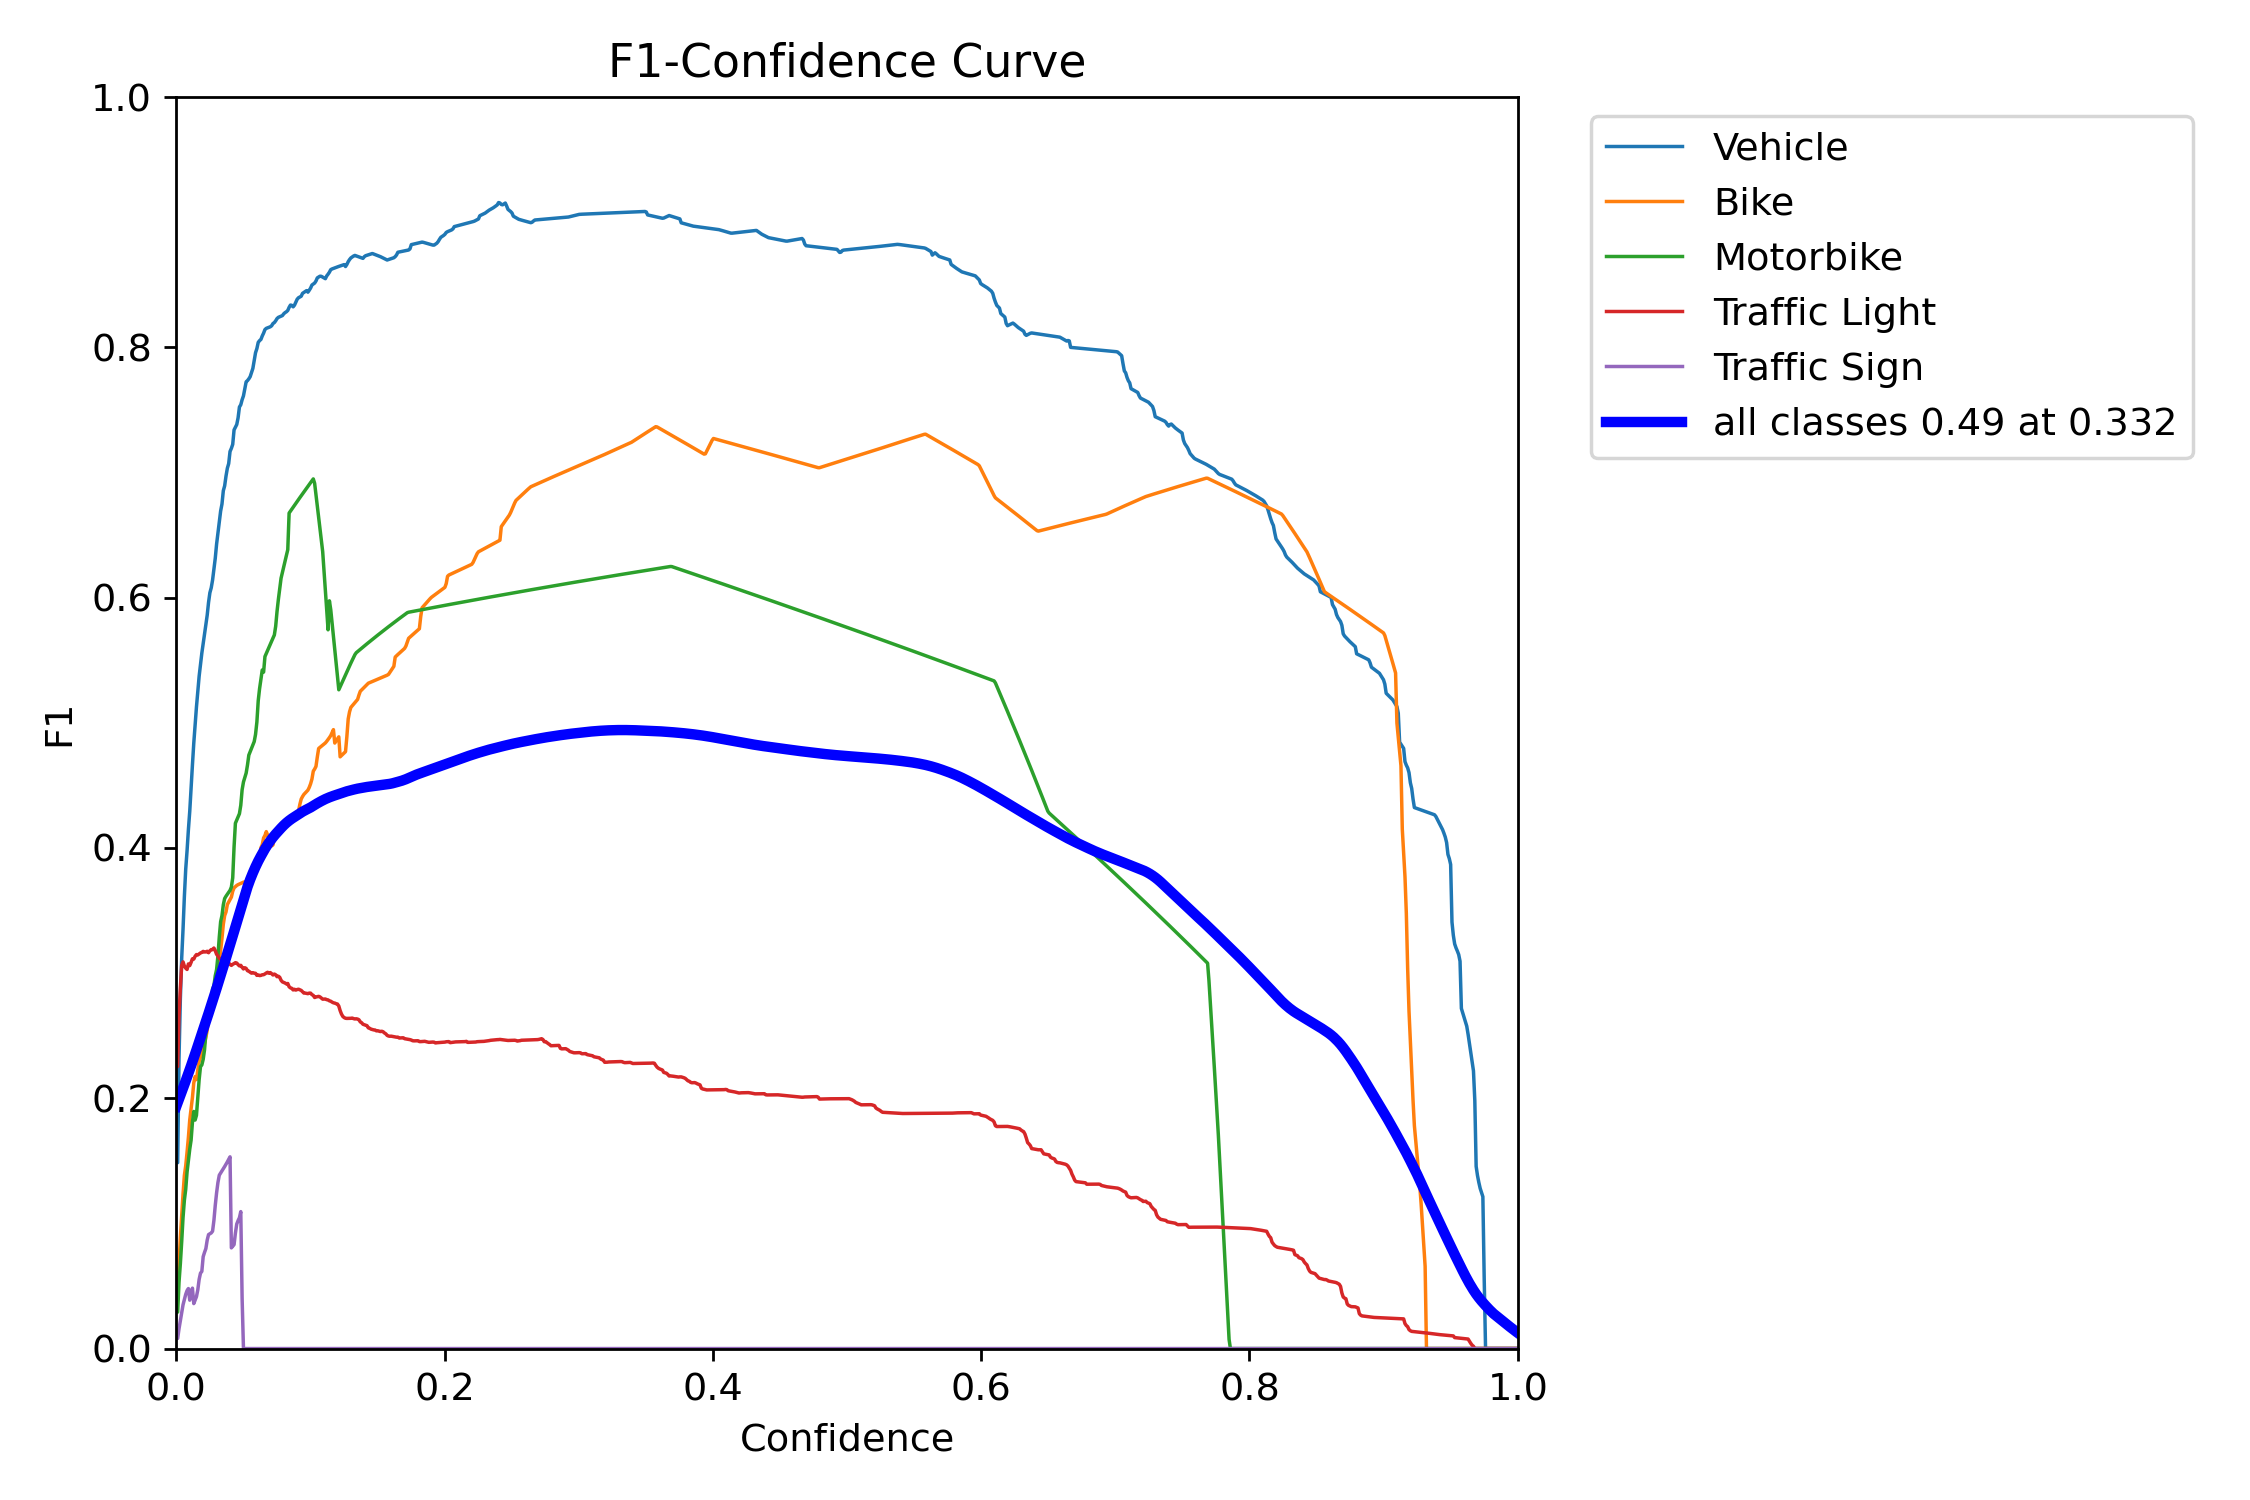 F1-Confidence Curve
1.0
0.8
0.6
0.4
0.2
0.0
F1
0.0 0.2 0.4 0.6 0.8 1.0
Confidence
Vehicle
Bike
Motorbike
Traffic Light
Traffic Sign
all classes 0.49 at 0.332